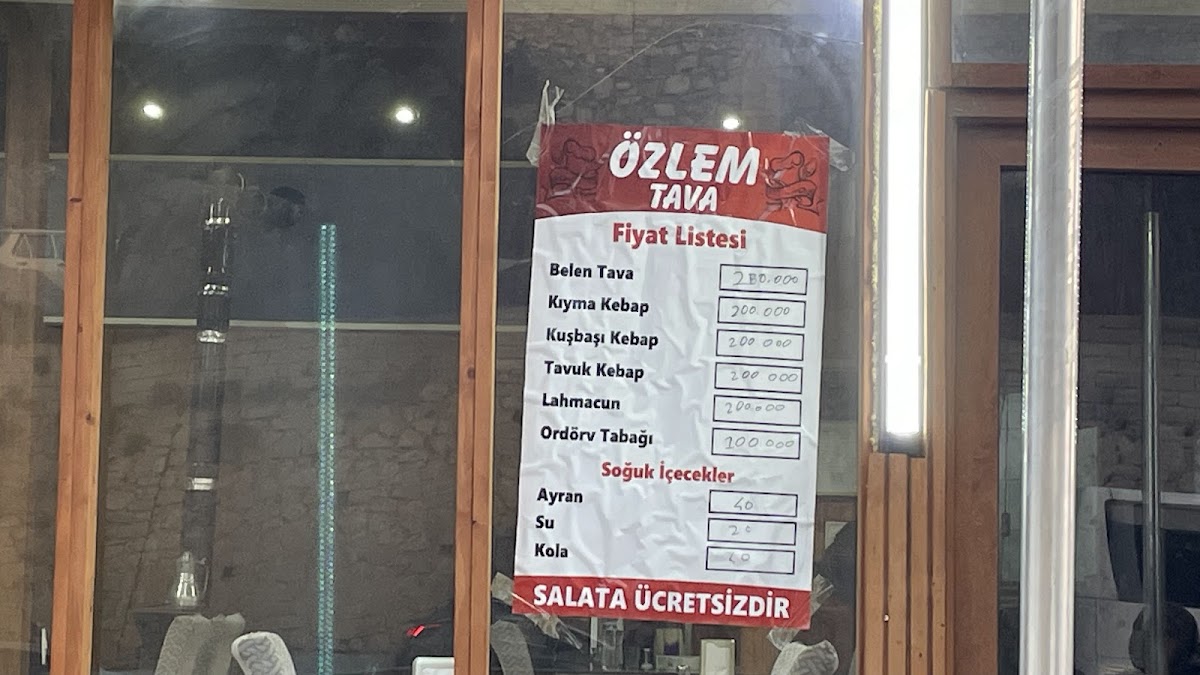 ÖZLEM
TAVA
Fiyat Listesi
Belen Tava 280.000
Kıyma Kebap 200.000
Kuşbaşı Kebap 200 000
Tavuk Kebap 200 000
Lahmacun 200.000
Ordörv Tabağı 100.000
Soğuk İçecekler
Ayran 40
Su 20
Kola
SALATA ÜCRETSİZDİR